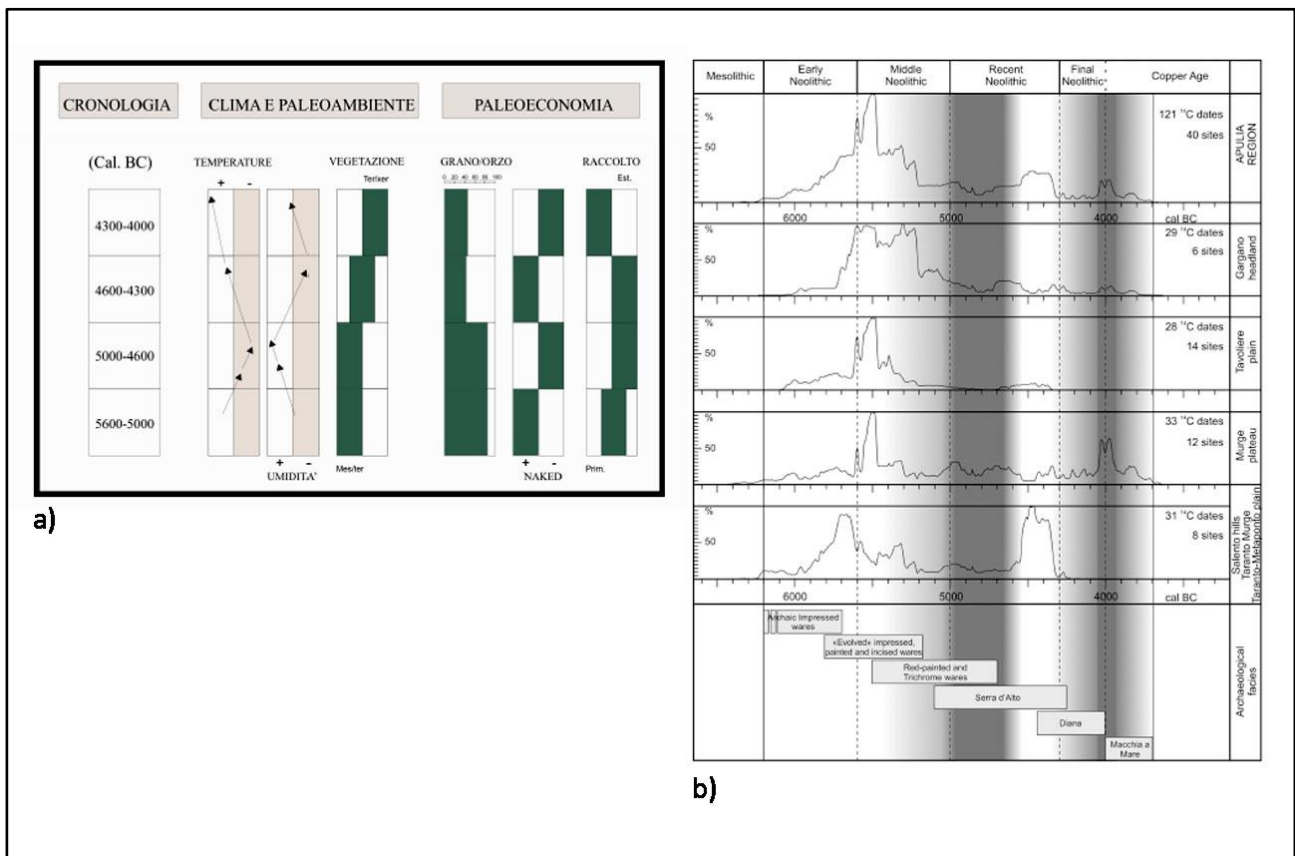 CRONOLOGIA
CLIMA E PALEOAMBIENTE
PALEOECONOMIA
(Cal. BC)
TEMPERATURE
VEGETAZIONE
GRANO/ORZO
RACCOLTO
+ -
Ter/xer
0 20 40 60 80 100
Est.
4300-4000
4600-4300
5000-4600
5600-5000
+ -
UMIDITA'
Mes/ter
+ -
NAKED
Prim.
a)
Mesolithic
Early Neolithic
Middle Neolithic
Recent Neolithic
Final Neolithic
Copper Age
%
50
121 14C dates
40 sites
APULIA REGION
6000 5000 4000 cal BC
%
50
29 14C dates
6 sites
Gargano headland
%
50
28 14C dates
14 sites
Tavoliere plain
%
50
33 14C dates
12 sites
Murge plateau
%
50
31 14C dates
8 sites
Salento hills
Taranto Murge
Taranto-Metaponto plain
6000 5000 4000 cal BC
Archaic Impressed wares
«Evolved» impressed, painted and incised wares
Red-painted and Trichrome wares
Serra d'Alto
Diana
Macchia a Mare
Archaeological facies
b)